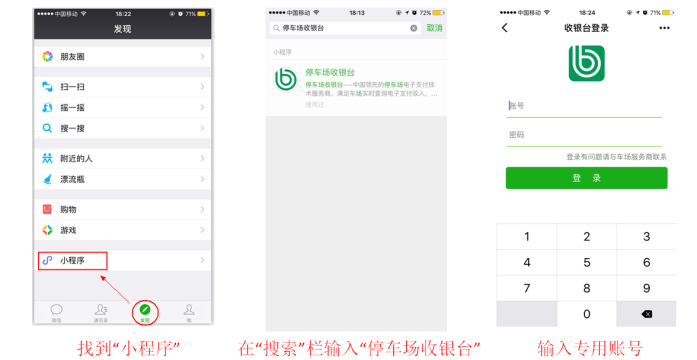 中国移动 18:22 71%
发现
朋友圈
扫一扫
摇一摇
搜一搜
附近的人
漂流瓶
购物
游戏
小程序
微信 通讯录 发现 我
找到“小程序”
中国移动 18:13 72%
停车场收银台 取消
小程序
停车场收银台
停车场收银台——中国领先的停车场电子支付技
术服务商，满足车场实时查询电子支付收入、...
使用过
在“搜索”栏输入“停车场收银台”
中国移动 18:24 71%
收银台登录
账号
密码
登录有问题请与车场服务商联系
登 录
1 2 3
4 5 6
7 8 9
0
输入专用账号